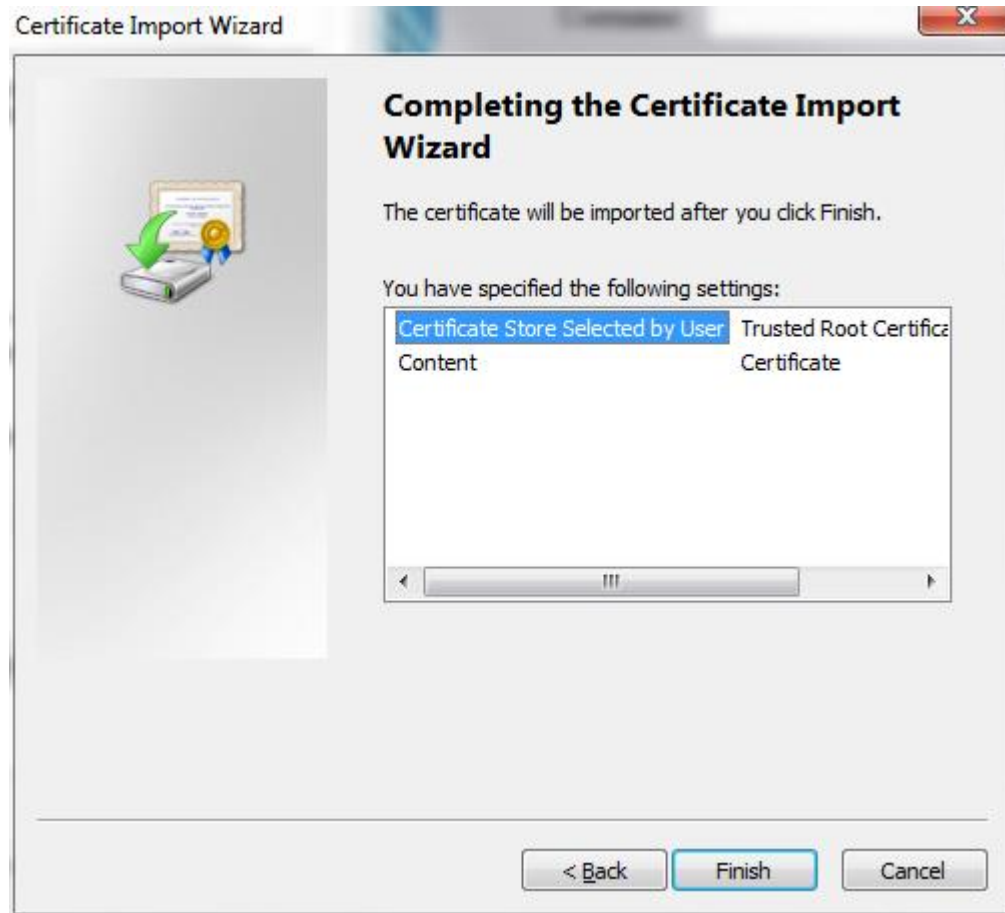 Certificate Import Wizard
Completing the Certificate Import
Wizard
The certificate will be imported after you click Finish.
You have specified the following settings:
Certificate Store Selected by User Trusted Root Certifica
Content Certificate
< Back Finish Cancel